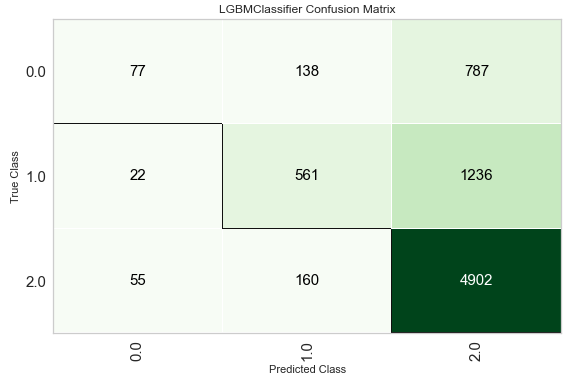 LGBMClassifier Confusion Matrix
True Class
0.0
77 138 787
1.0
22 561 1236
2.0
55 160 4902
0.0 1.0 2.0
Predicted Class